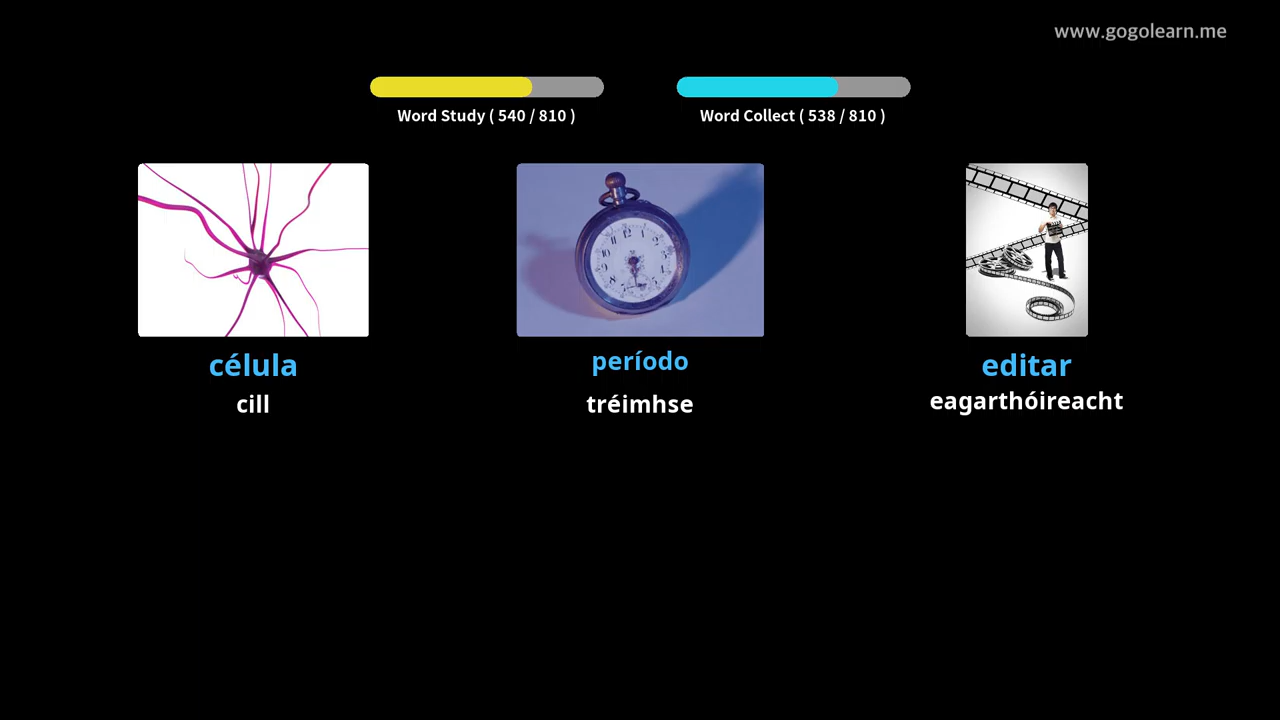 www.gogolearn.me
Word Study ( 540 / 810 )
Word Collect ( 538 / 810 )
célula
cill
período
tréimhse
editar
eagarthóireacht